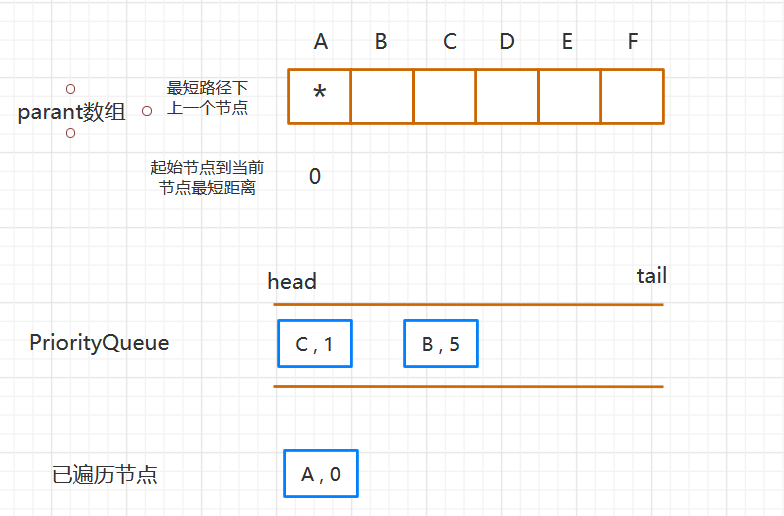 A B C D E F
最短路径下
上一个节点
parant数组
*
起始节点到当前
节点最短距离
0
head
tail
PriorityQueue
C , 1
B , 5
已遍历节点
A , 0